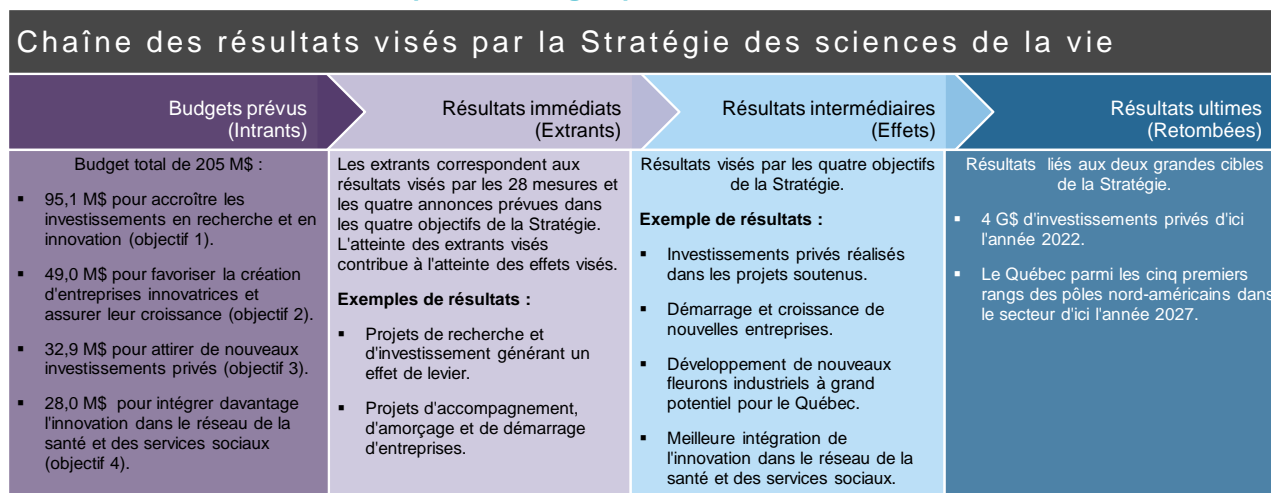 Chaîne des résultats visés par la Stratégie des sciences de la vie
Budgets prévus
(Intrants)
Résultats immédiats
(Extrants)
Résultats intermédiaires
(Effets)
Résultats ultimes
(Retombées)
Budget total de 205 M$ :
▪ 95,1 M$ pour accroître les
investissements en recherche et en
innovation (objectif 1).
▪ 49,0 M$ pour favoriser la création
d'entreprises innovatrices et
assurer leur croissance (objectif 2).
▪ 32,9 M$ pour attirer de nouveaux
investissements privés (objectif 3).
▪ 28,0 M$ pour intégrer davantage
l'innovation dans le réseau de la
santé et des services sociaux
(objectif 4).
Les extrants correspondent aux
résultats visés par les 28 mesures et
les quatre annonces prévues dans
les quatre objectifs de la Stratégie.
L'atteinte des extrants visés
contribue à l'atteinte des effets visés.
Exemples de résultats :
▪ Projets de recherche et
d'investissement générant un
effet de levier.
▪ Projets d'accompagnement,
d'amorçage et de démarrage
d'entreprises.
Résultats visés par les quatre objectifs
de la Stratégie.
Exemple de résultats :
▪ Investissements privés réalisés
dans les projets soutenus.
▪ Démarrage et croissance de
nouvelles entreprises.
▪ Développement de nouveaux
fleurons industriels à grand
potentiel pour le Québec.
▪ Meilleure intégration de
l'innovation dans le réseau de la
santé et des services sociaux.
Résultats liés aux deux grandes cibles
de la Stratégie.
▪ 4 G$ d'investissements privés d'ici
l'année 2022.
▪ Le Québec parmi les cinq premiers
rangs des pôles nord-américains dans
le secteur d'ici l'année 2027.